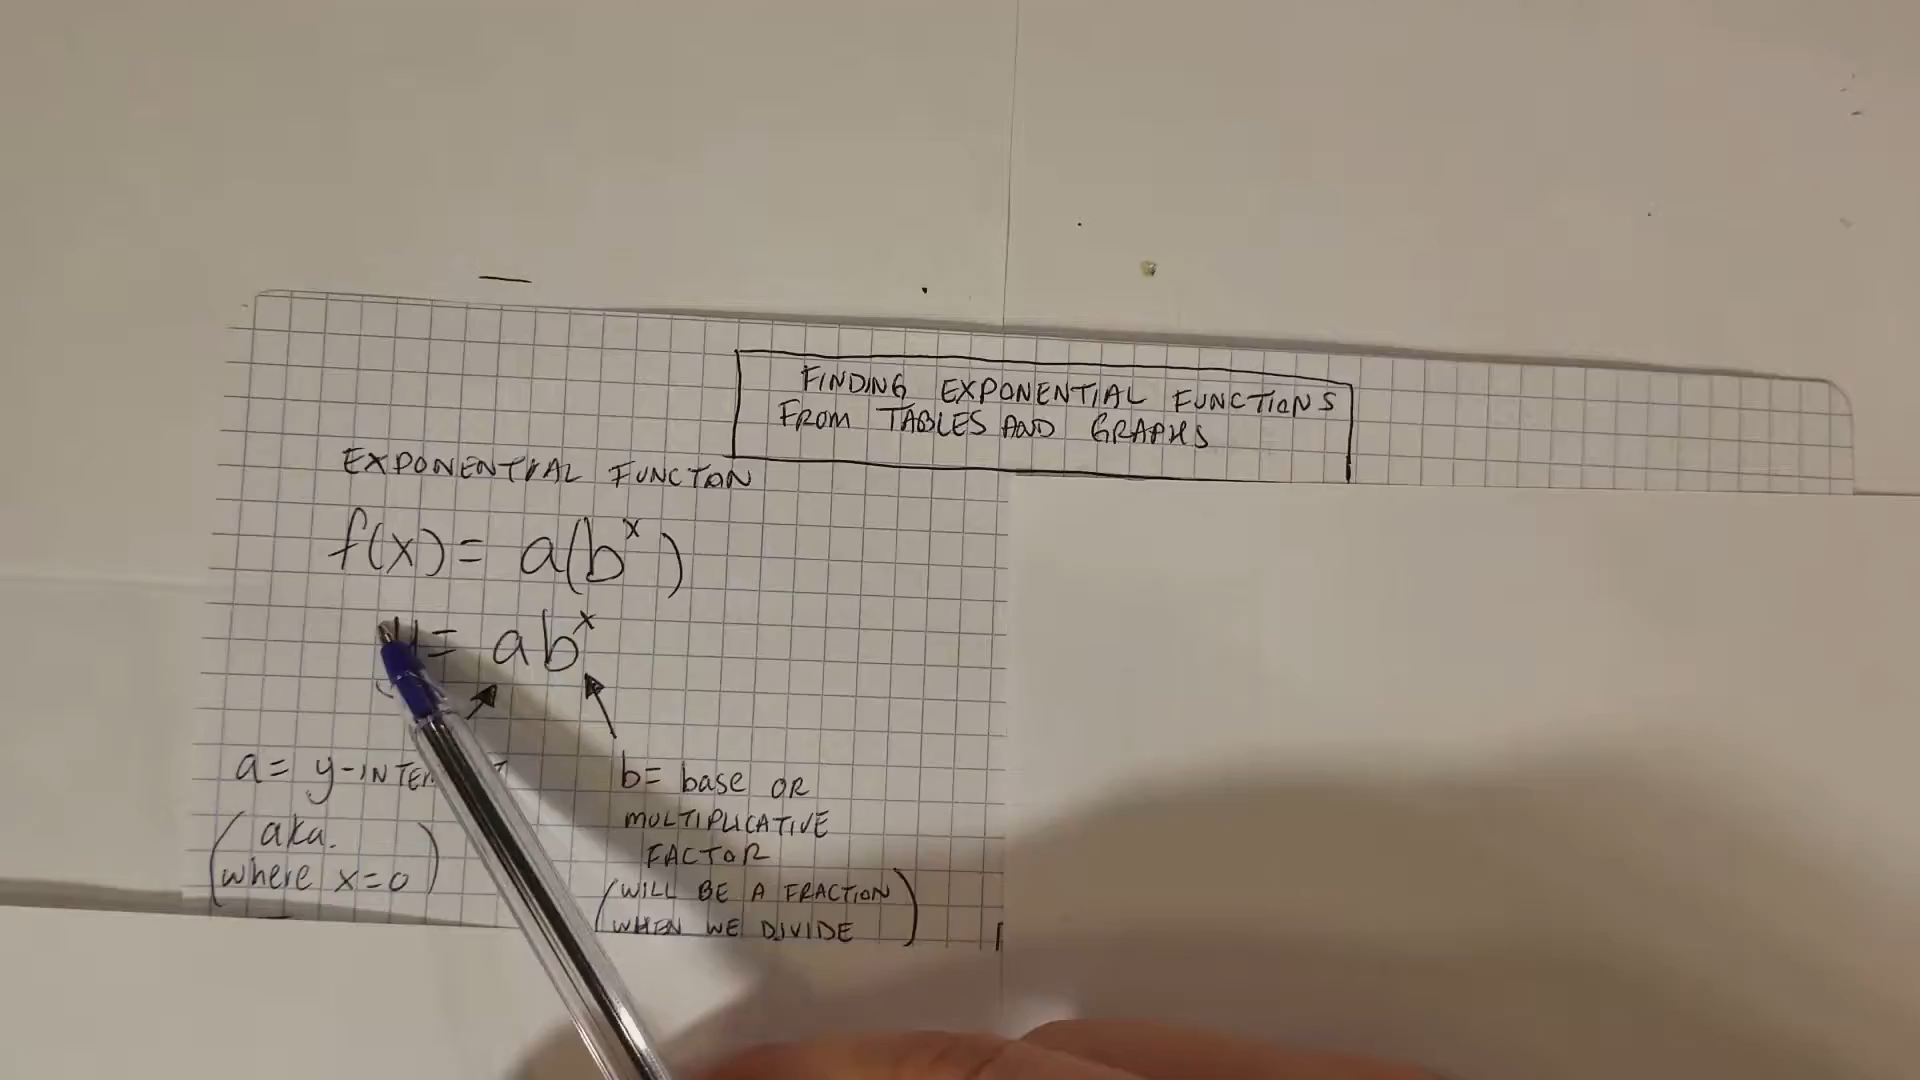 FINDING EXPONENTIAL FUNCTIONS
FROM TABLES AND GRAPHS
EXPONENTIAL FUNCTON
f(x) = a(b^x)
y = ab^x
a = y-INTE
(aka.
where x=0)
b = base OR
MULTIPLICATIVE
FACTOR
(WILL BE A FRACTION
WHEN WE DIVIDE)